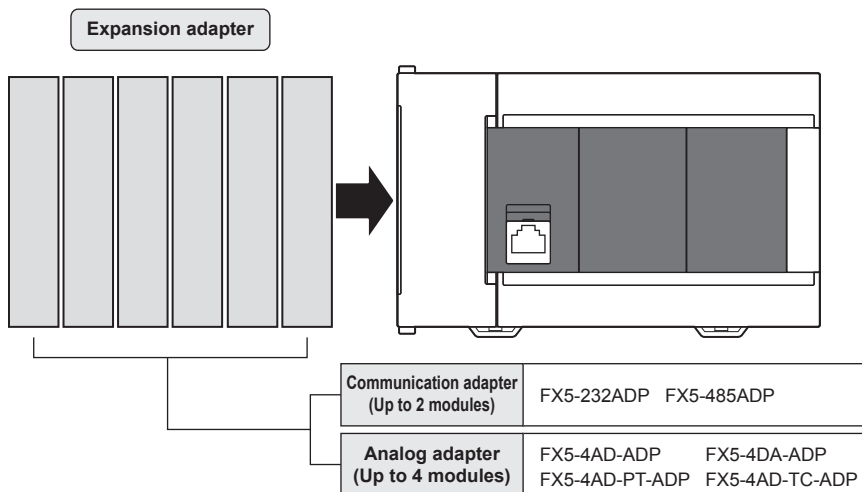 Expansion adapter
Communication adapter
(Up to 2 modules)
FX5-232ADP FX5-485ADP
Analog adapter
(Up to 4 modules)
FX5-4AD-ADP FX5-4DA-ADP
FX5-4AD-PT-ADP FX5-4AD-TC-ADP